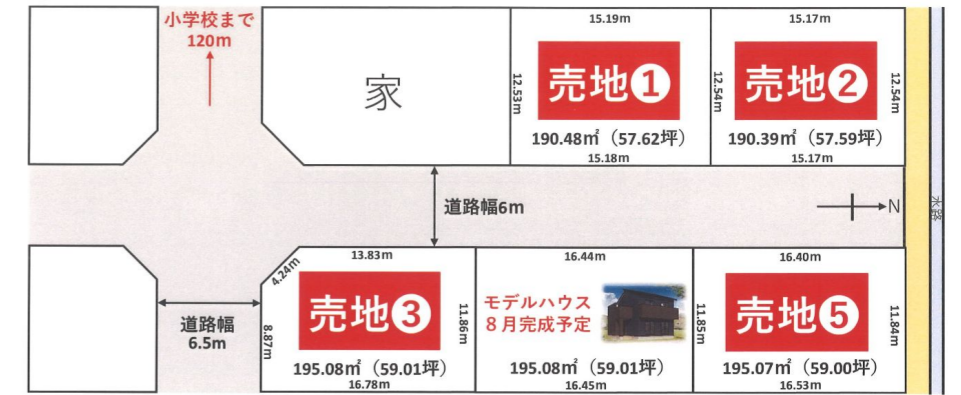 小学校まで
120m
家
15.19m
12.53m
売地❶
190.48㎡（57.62坪）
15.18m
15.17m
12.54m
売地❷
12.54m
190.39㎡（57.59坪）
15.17m
道路幅6m
N
水路
道路幅
6.5m
4.24m
13.83m
8.87m
売地❸
11.86m
195.08㎡（59.01坪）
16.78m
16.44m
モデルハウス
８月完成予定
11.85m
195.08㎡（59.01坪）
16.45m
16.40m
売地❺
11.84m
195.07㎡（59.00坪）
16.53m